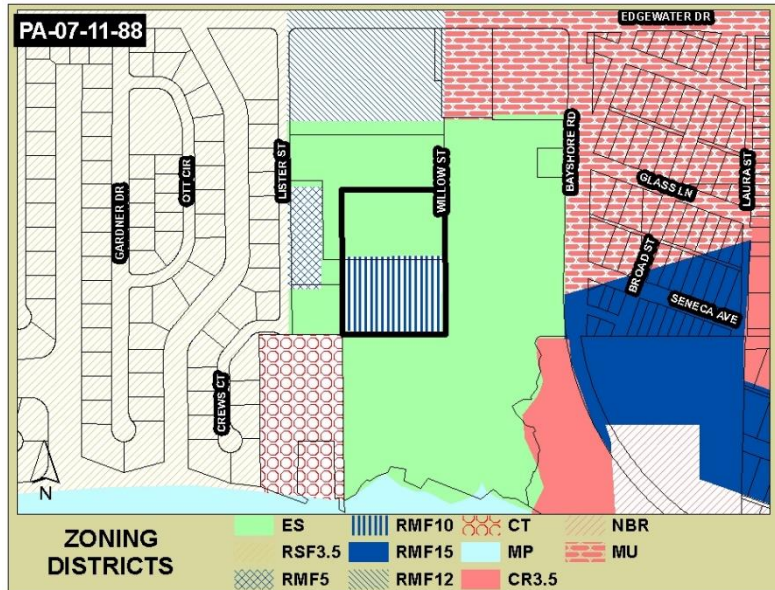 PA-07-11-88
EDGEWATER DR
LISTER ST
WILLOW ST
BAYSHORE RD
LAURA ST
OTT CIR
GARDNER DR
GLASS LN
BROAD ST
SENECA AVE
CREWS CT
N
ZONING
DISTRICTS
ES
RMF10
CT
NBR
RSF3.5
RMF15
MP
MU
RMF5
RMF12
CR3.5